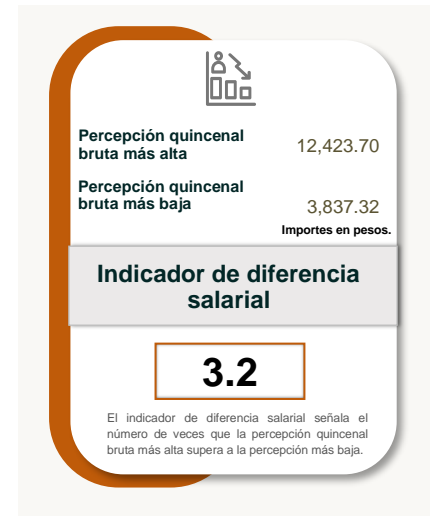 Percepción quincenal
bruta más alta
12,423.70
Percepción quincenal
bruta más baja
3,837.32
Importes en pesos.
Indicador de diferencia
salarial
3.2
El indicador de diferencia salarial señala el
número de veces que la percepción quincenal
bruta más alta supera a la percepción más baja.